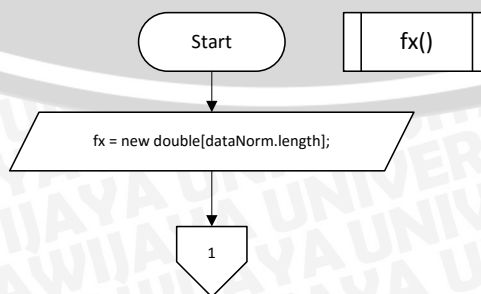 Start
fx()
fx = new double[dataNorm.length];
1